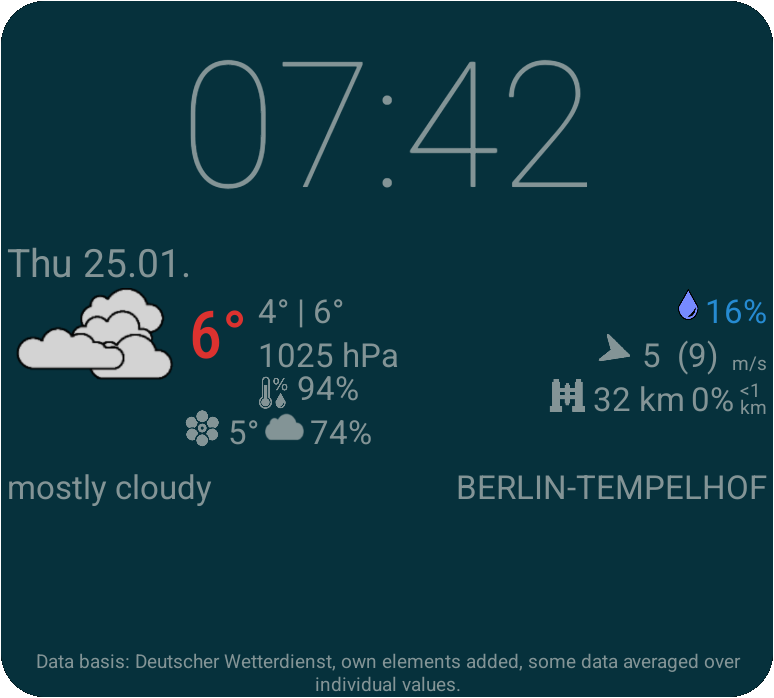 07:42
Thu 25.01.
6° 4° | 6° 16%
1025 hPa 5 (9) m/s
% 94% 32 km 0% <1 km
5° 74%
mostly cloudy BERLIN-TEMPELHOF
Data basis: Deutscher Wetterdienst, own elements added, some data averaged over
individual values.